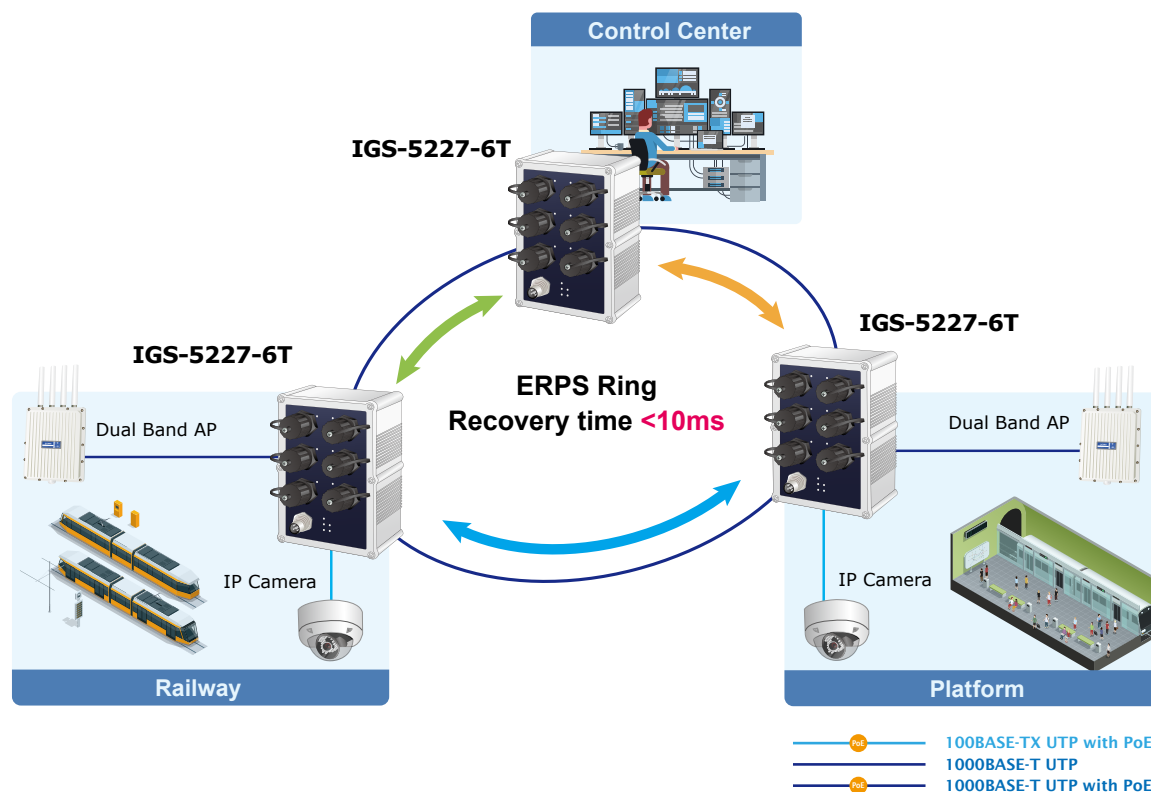 Control Center
IGS-5227-6T
IGS-5227-6T
IGS-5227-6T
ERPS Ring
Recovery time <10ms
Dual Band AP
Dual Band AP
IP Camera
IP Camera
Railway
Platform
PoE 100BASE-TX UTP with PoE
1000BASE-T UTP
PoE 1000BASE-T UTP with PoE